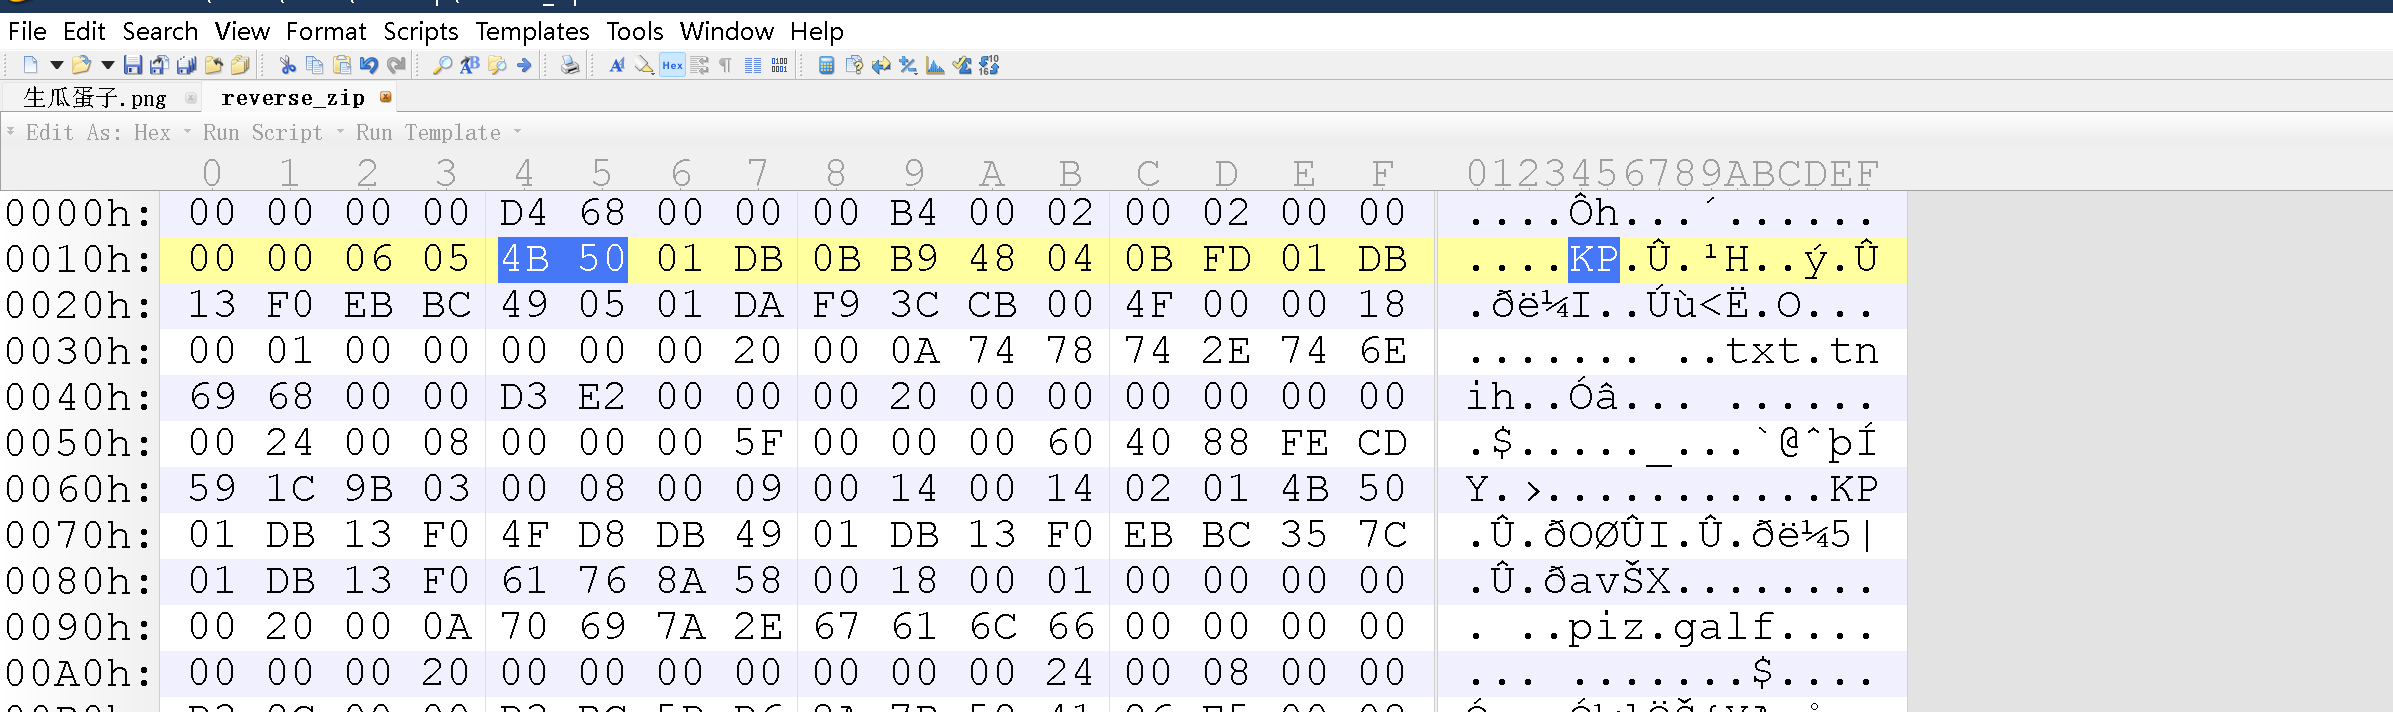 File Edit Search View Format Scripts Templates Tools Window Help
生瓜蛋子.png reverse_zip
Edit As: Hex Run Script Run Template
0 1 2 3 4 5 6 7 8 9 A B C D E F 0123456789ABCDEF
0000h: 00 00 00 00 D4 68 00 00 00 B4 00 02 00 02 00 00 ....Ôh...´......
0010h: 00 00 06 05 4B 50 01 DB 0B B9 48 04 0B FD 01 DB ....KP.Û.¹H..ý.Û
0020h: 13 F0 EB BC 49 05 01 DA F9 3C CB 00 4F 00 00 18 .ðë¼I..Úù<Ë.O...
0030h: 00 01 00 00 00 00 00 20 00 0A 74 78 74 2E 74 6E ....... ..txt.tn
0040h: 69 68 00 00 D3 E2 00 00 00 20 00 00 00 00 00 00 ih..Óâ... ......
0050h: 00 24 00 08 00 00 00 5F 00 00 00 60 40 88 FE CD .$....._...`@ˆþÍ
0060h: 59 1C 9B 03 00 08 00 09 00 14 00 14 02 01 4B 50 Y.›...........KP
0070h: 01 DB 13 F0 4F D8 DB 49 01 DB 13 F0 EB BC 35 7C .Û.ðOØÛI.Û.ðë¼5|
0080h: 01 DB 13 F0 61 76 8A 58 00 18 00 01 00 00 00 00 .Û.ðavŠX........
0090h: 00 20 00 0A 70 69 7A 2E 67 61 6C 66 00 00 00 00 . ..piz.galf....
00A0h: 00 00 00 20 00 00 00 00 00 00 00 24 00 08 00 00 ... .......$....